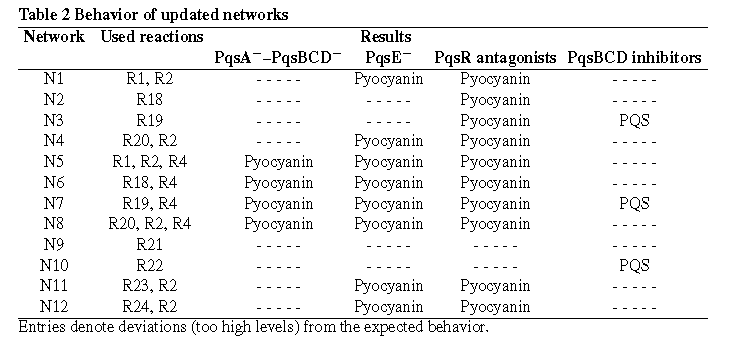 Table 2 Behavior of updated networks
Network Used reactions Results
PqsA⁻–PqsBCD⁻ PqsE⁻ PqsR antagonists PqsBCD inhibitors
N1 R1, R2 - - - - - Pyocyanin Pyocyanin - - - - -
N2 R18 - - - - - - - - - - Pyocyanin - - - - -
N3 R19 - - - - - - - - - - Pyocyanin PQS
N4 R20, R2 - - - - - Pyocyanin Pyocyanin - - - - -
N5 R1, R2, R4 Pyocyanin Pyocyanin Pyocyanin - - - - -
N6 R18, R4 Pyocyanin Pyocyanin Pyocyanin - - - - -
N7 R19, R4 Pyocyanin Pyocyanin Pyocyanin PQS
N8 R20, R2, R4 Pyocyanin Pyocyanin Pyocyanin - - - - -
N9 R21 - - - - - - - - - - - - - - - - - - - -
N10 R22 - - - - - - - - - - - - - - - PQS
N11 R23, R2 - - - - - Pyocyanin Pyocyanin - - - - -
N12 R24, R2 - - - - - Pyocyanin Pyocyanin - - - - -
Entries denote deviations (too high levels) from the expected behavior.